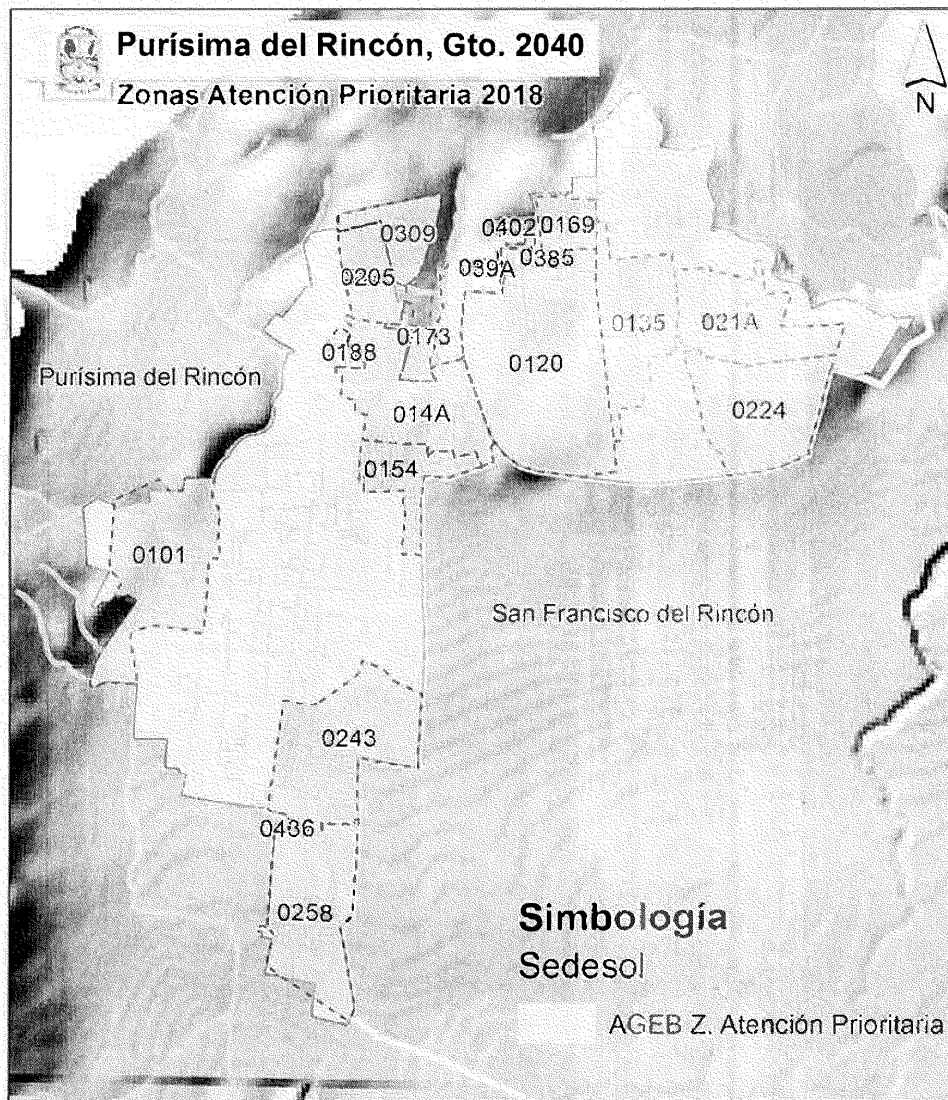 Purísima del Rincón, Gto. 2040
Zonas Atención Prioritaria 2018
N
0402
0169
0309
0385
039A
0205
0135
021A
0173
0188
0120
Purísima del Rincón
014A
0224
0154
0101
San Francisco del Rincón
0243
0436
0258
Simbología
Sedesol
AGEB Z. Atención Prioritaria